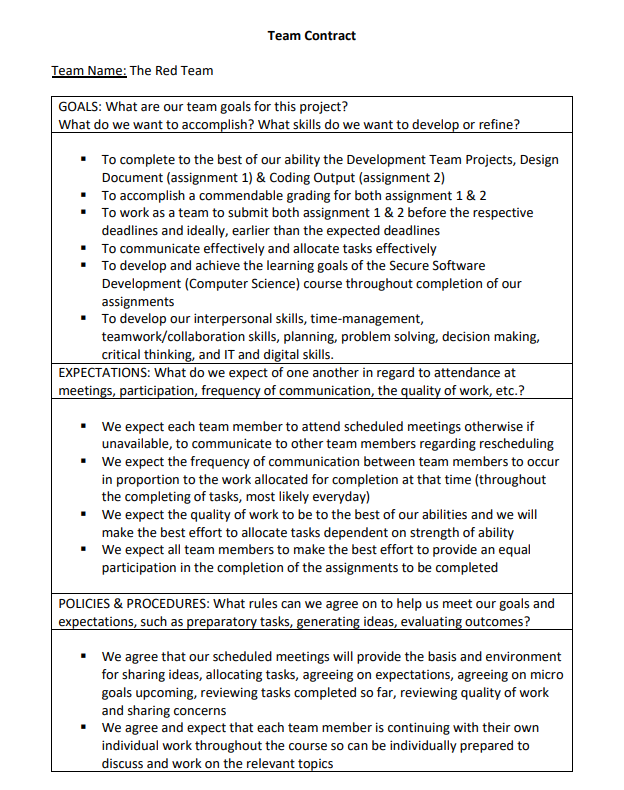 Team Contract
Team Name: The Red Team
GOALS: What are our team goals for this project?
What do we want to accomplish? What skills do we want to develop or refine?
▪ To complete to the best of our ability the Development Team Projects, Design
Document (assignment 1) & Coding Output (assignment 2)
▪ To accomplish a commendable grading for both assignment 1 & 2
▪ To work as a team to submit both assignment 1 & 2 before the respective
deadlines and ideally, earlier than the expected deadlines
▪ To communicate effectively and allocate tasks effectively
▪ To develop and achieve the learning goals of the Secure Software
Development (Computer Science) course throughout completion of our
assignments
▪ To develop our interpersonal skills, time-management,
teamwork/collaboration skills, planning, problem solving, decision making,
critical thinking, and IT and digital skills.
EXPECTATIONS: What do we expect of one another in regard to attendance at
meetings, participation, frequency of communication, the quality of work, etc.?
▪ We expect each team member to attend scheduled meetings otherwise if
unavailable, to communicate to other team members regarding rescheduling
▪ We expect the frequency of communication between team members to occur
in proportion to the work allocated for completion at that time (throughout
the completing of tasks, most likely everyday)
▪ We expect the quality of work to be to the best of our abilities and we will
make the best effort to allocate tasks dependent on strength of ability
▪ We expect all team members to make the best effort to provide an equal
participation in the completion of the assignments to be completed
POLICIES & PROCEDURES: What rules can we agree on to help us meet our goals and
expectations, such as preparatory tasks, generating ideas, evaluating outcomes?
▪ We agree that our scheduled meetings will provide the basis and environment
for sharing ideas, allocating tasks, agreeing on expectations, agreeing on micro
goals upcoming, reviewing tasks completed so far, reviewing quality of work
and sharing concerns
▪ We agree and expect that each team member is continuing with their own
individual work throughout the course so can be individually prepared to
discuss and work on the relevant topics